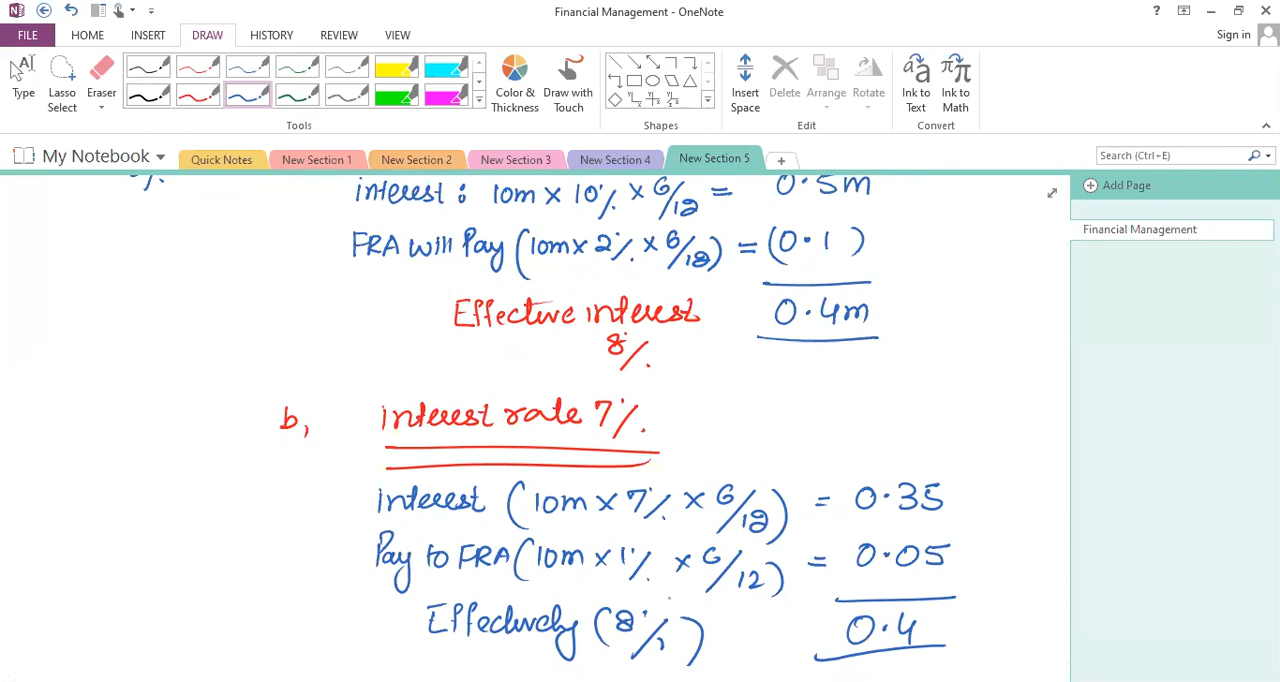 Financial Management - OneNote
FILE HOME INSERT DRAW HISTORY REVIEW VIEW
Sign in
Type
Lasso Select
Eraser
Color & Thickness
Draw with Touch
Insert Space
Delete
Arrange
Rotate
Ink to Text
Ink to Math
Tools Shapes Edit Convert
My Notebook Quick Notes New Section 1 New Section 2 New Section 3 New Section 4 New Section 5
Search (Ctrl+E)
Add Page
Financial Management
interest : 10m x 10% x 6/12 = 0.5m
FRA will Pay (10m x 2% x 6/12) = (0.1)
Effective interest 0.4m
8%
b, interest rate 7%
interest (10m x 7% x 6/12) = 0.35
Pay to FRA (10m x 1% x 6/12) = 0.05
Effectively (8%) 0.4